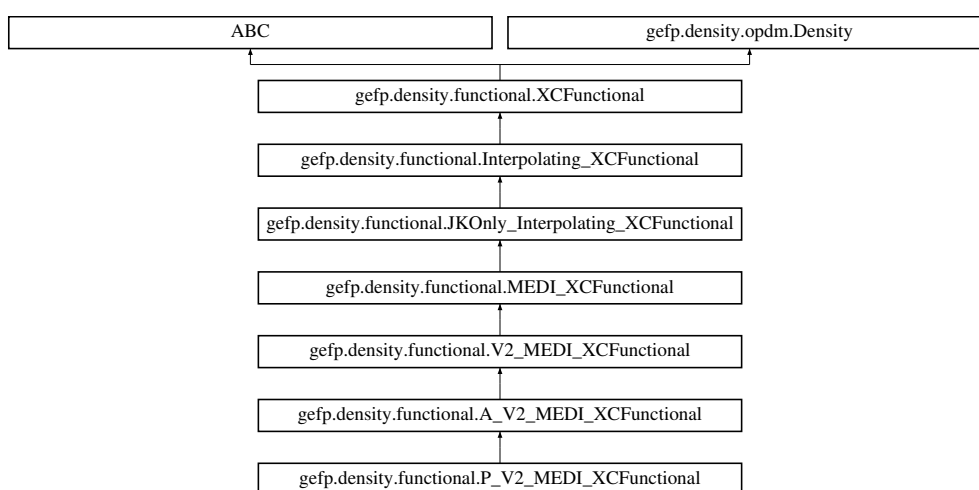 ABC
gefp.density.opdm.Density
gefp.density.functional.XCFunctional
gefp.density.functional.Interpolating_XCFunctional
gefp.density.functional.JKOnly_Interpolating_XCFunctional
gefp.density.functional.MEDI_XCFunctional
gefp.density.functional.V2_MEDI_XCFunctional
gefp.density.functional.A_V2_MEDI_XCFunctional
gefp.density.functional.P_V2_MEDI_XCFunctional